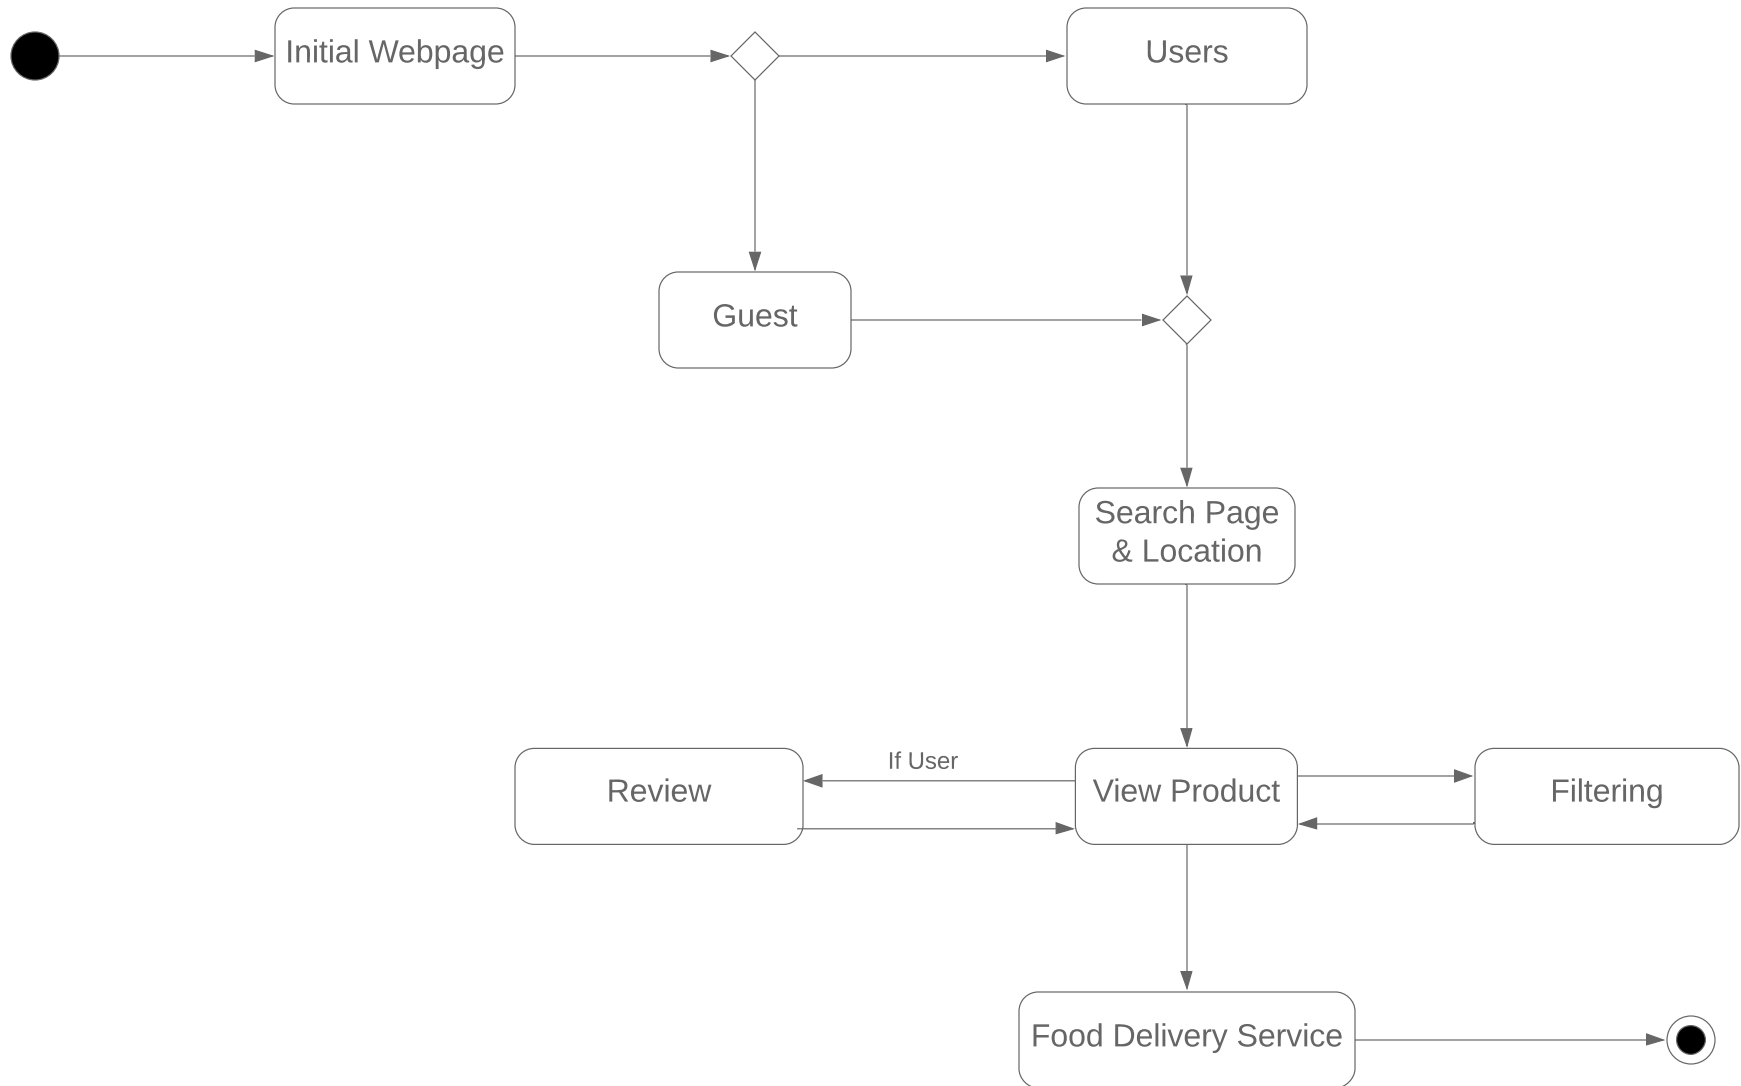 Initial Webpage
Users
Guest
Search Page
& Location
If User
Review
View Product
Filtering
Food Delivery Service